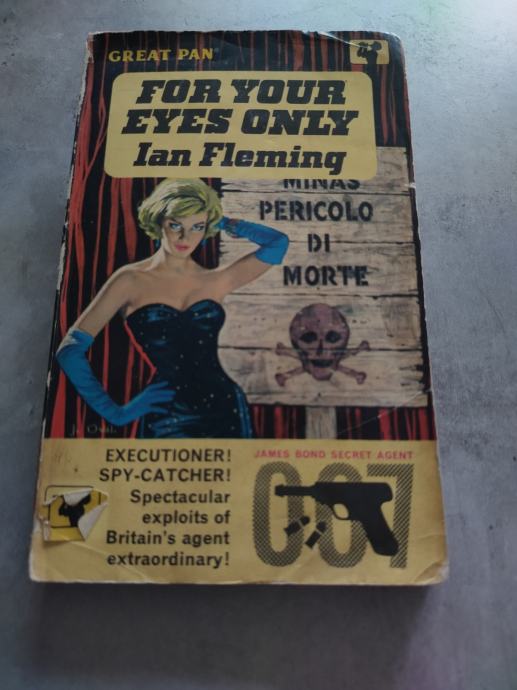 GREAT PAN
FOR YOUR
EYES ONLY
Ian Fleming
MINAS
PERICOLO
DI
MORTE
J. Oval.
EXECUTIONER!
SPY-CATCHER!
Spectacular
exploits of
Britain's agent
extraordinary!
JAMES BOND SECRET AGENT
007